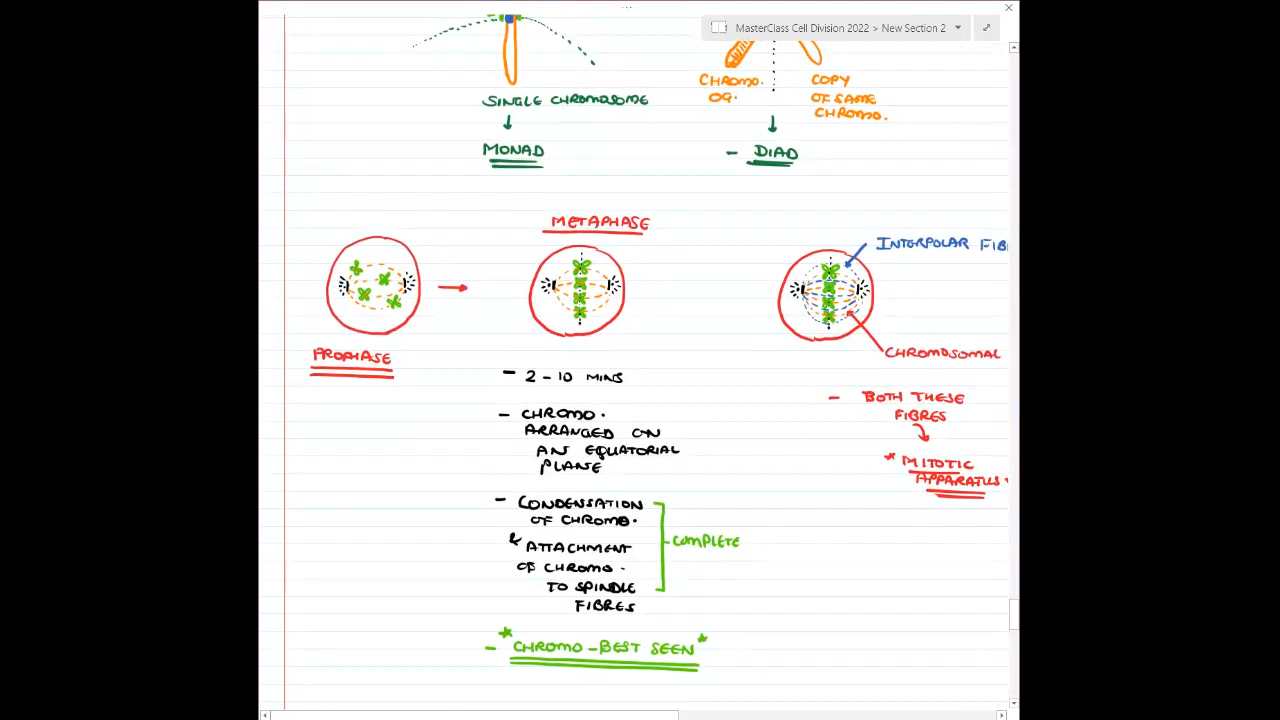 MasterClass Cell Division 2022 > New Section 2
SINGLE CHROMOSOME
MONAD
CHROMO.
OG.
COPY
OF SAME
CHROMO.
- DIAD
PROPHASE
METAPHASE
- 2 - 10 MINS
- CHROMO.
ARRANGED ON
AN EQUATORIAL
PLANE
- CONDENSATION
OF CHROMO.
& ATTACHMENT
OF CHROMO.
TO SPINDLE
FIBRES
COMPLETE
- * CHROMO - BEST SEEN *
INTERPOLAR FIB
CHROMOSOMAL
- BOTH THESE
FIBRES
* MITOTIC
APPARATUS.